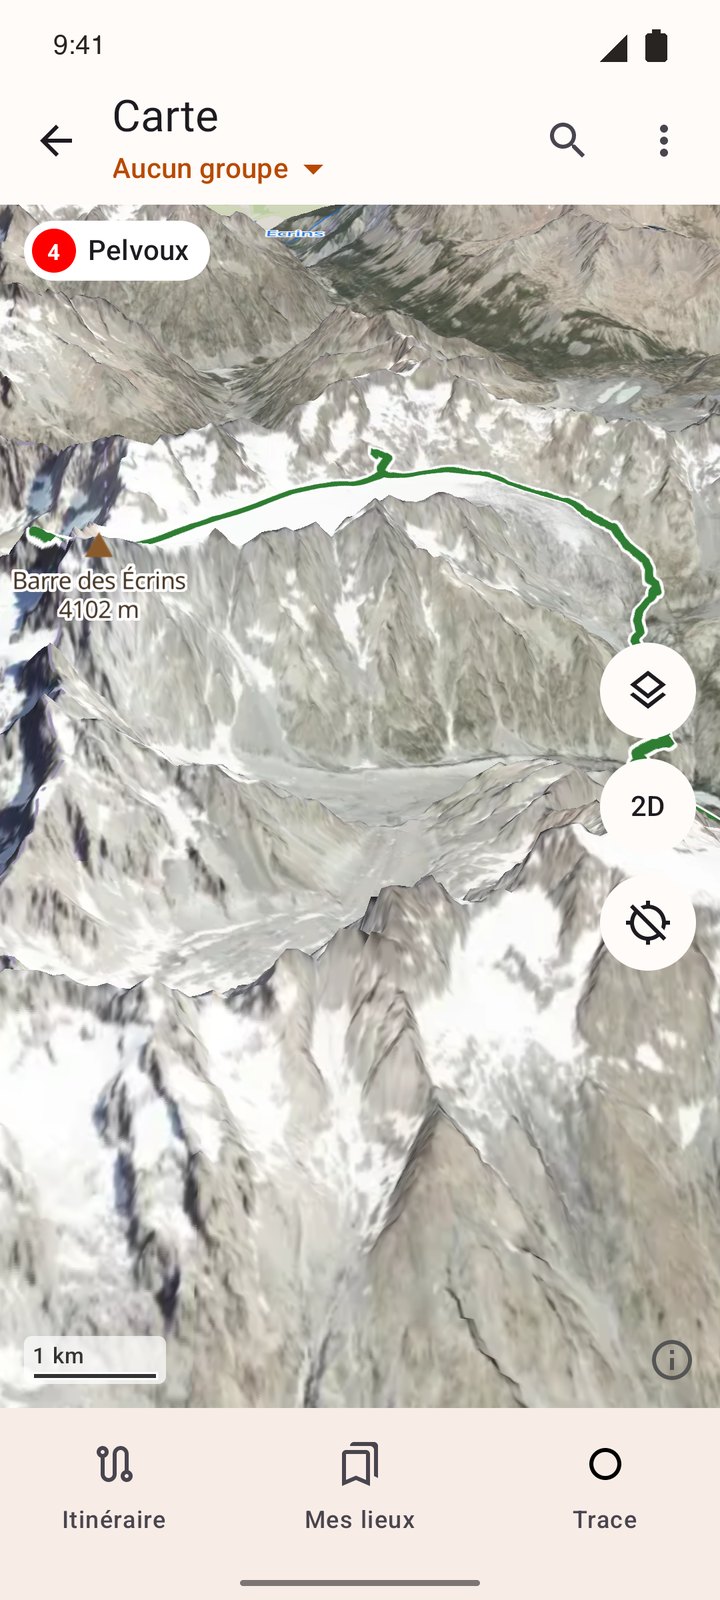 9:41
Carte
Aucun groupe
4 Pelvoux
Ecrins
Barre des Écrins
4102 m
2D
1 km
Itinéraire
Mes lieux
Trace